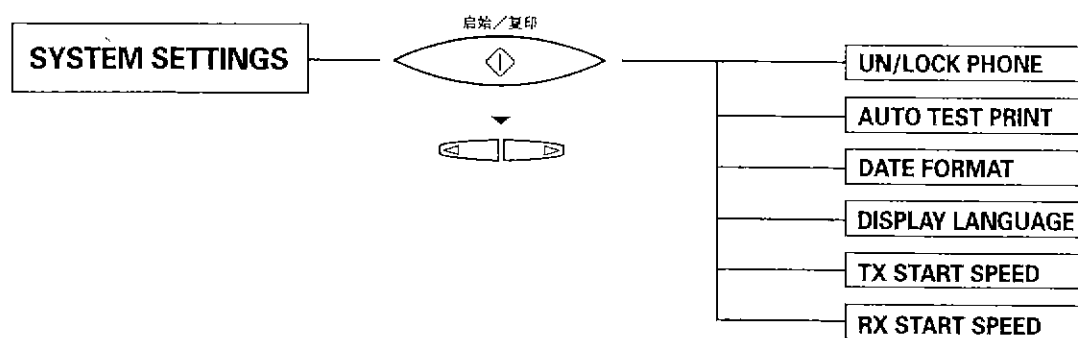 启始／复印
SYSTEM SETTINGS
UN/LOCK PHONE
AUTO TEST PRINT
DATE FORMAT
DISPLAY LANGUAGE
TX START SPEED
RX START SPEED